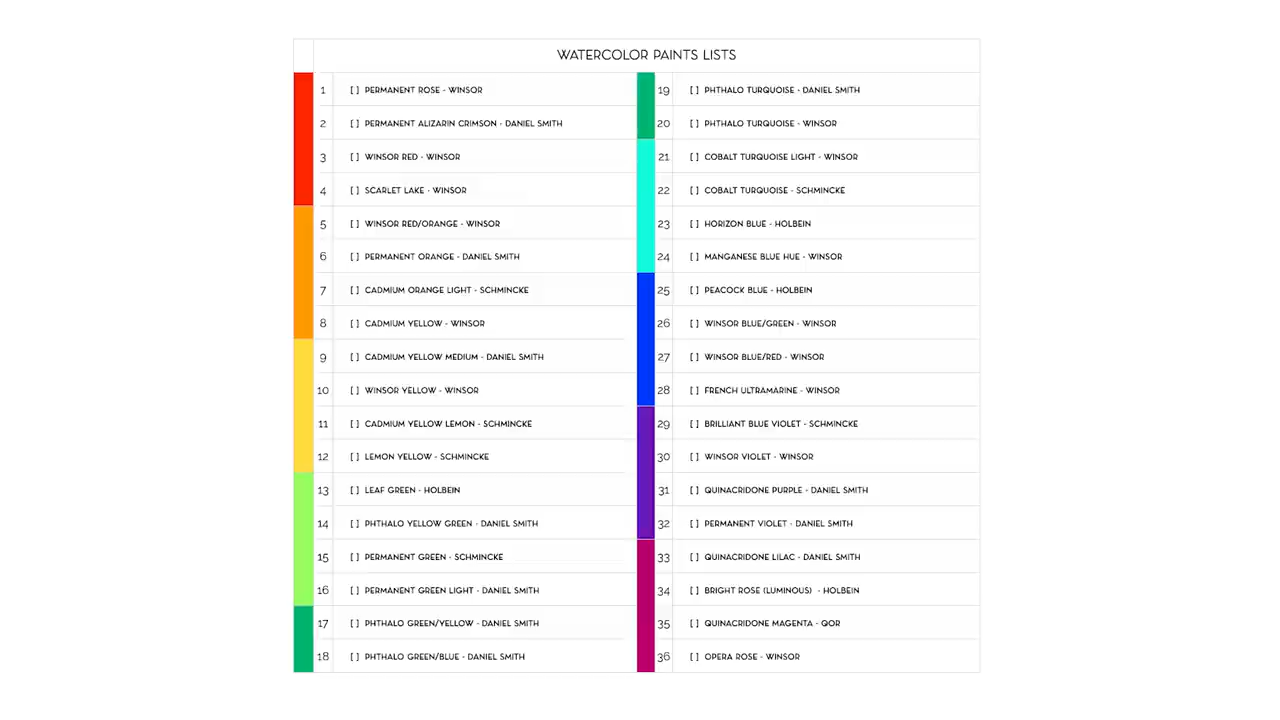 WATERCOLOR PAINTS LISTS
1 [ ] PERMANENT ROSE - WINSOR
2 [ ] PERMANENT ALIZARIN CRIMSON - DANIEL SMITH
3 [ ] WINSOR RED - WINSOR
4 [ ] SCARLET LAKE - WINSOR
5 [ ] WINSOR RED/ORANGE - WINSOR
6 [ ] PERMANENT ORANGE - DANIEL SMITH
7 [ ] CADMIUM ORANGE LIGHT - SCHMINCKE
8 [ ] CADMIUM YELLOW - WINSOR
9 [ ] CADMIUM YELLOW MEDIUM - DANIEL SMITH
10 [ ] WINSOR YELLOW - WINSOR
11 [ ] CADMIUM YELLOW LEMON - SCHMINCKE
12 [ ] LEMON YELLOW - SCHMINCKE
13 [ ] LEAF GREEN - HOLBEIN
14 [ ] PHTHALO YELLOW GREEN - DANIEL SMITH
15 [ ] PERMANENT GREEN - SCHMINCKE
16 [ ] PERMANENT GREEN LIGHT - DANIEL SMITH
17 [ ] PHTHALO GREEN/YELLOW - DANIEL SMITH
18 [ ] PHTHALO GREEN/BLUE - DANIEL SMITH
19 [ ] PHTHALO TURQUOISE - DANIEL SMITH
20 [ ] PHTHALO TURQUOISE - WINSOR
21 [ ] COBALT TURQUOISE LIGHT - WINSOR
22 [ ] COBALT TURQUOISE - SCHMINCKE
23 [ ] HORIZON BLUE - HOLBEIN
24 [ ] MANGANESE BLUE HUE - WINSOR
25 [ ] PEACOCK BLUE - HOLBEIN
26 [ ] WINSOR BLUE/GREEN - WINSOR
27 [ ] WINSOR BLUE/RED - WINSOR
28 [ ] FRENCH ULTRAMARINE - WINSOR
29 [ ] BRILLIANT BLUE VIOLET - SCHMINCKE
30 [ ] WINSOR VIOLET - WINSOR
31 [ ] QUINACRIDONE PURPLE - DANIEL SMITH
32 [ ] PERMANENT VIOLET - DANIEL SMITH
33 [ ] QUINACRIDONE LILAC - DANIEL SMITH
34 [ ] BRIGHT ROSE (LUMINOUS) - HOLBEIN
35 [ ] QUINACRIDONE MAGENTA - QOR
36 [ ] OPERA ROSE - WINSOR